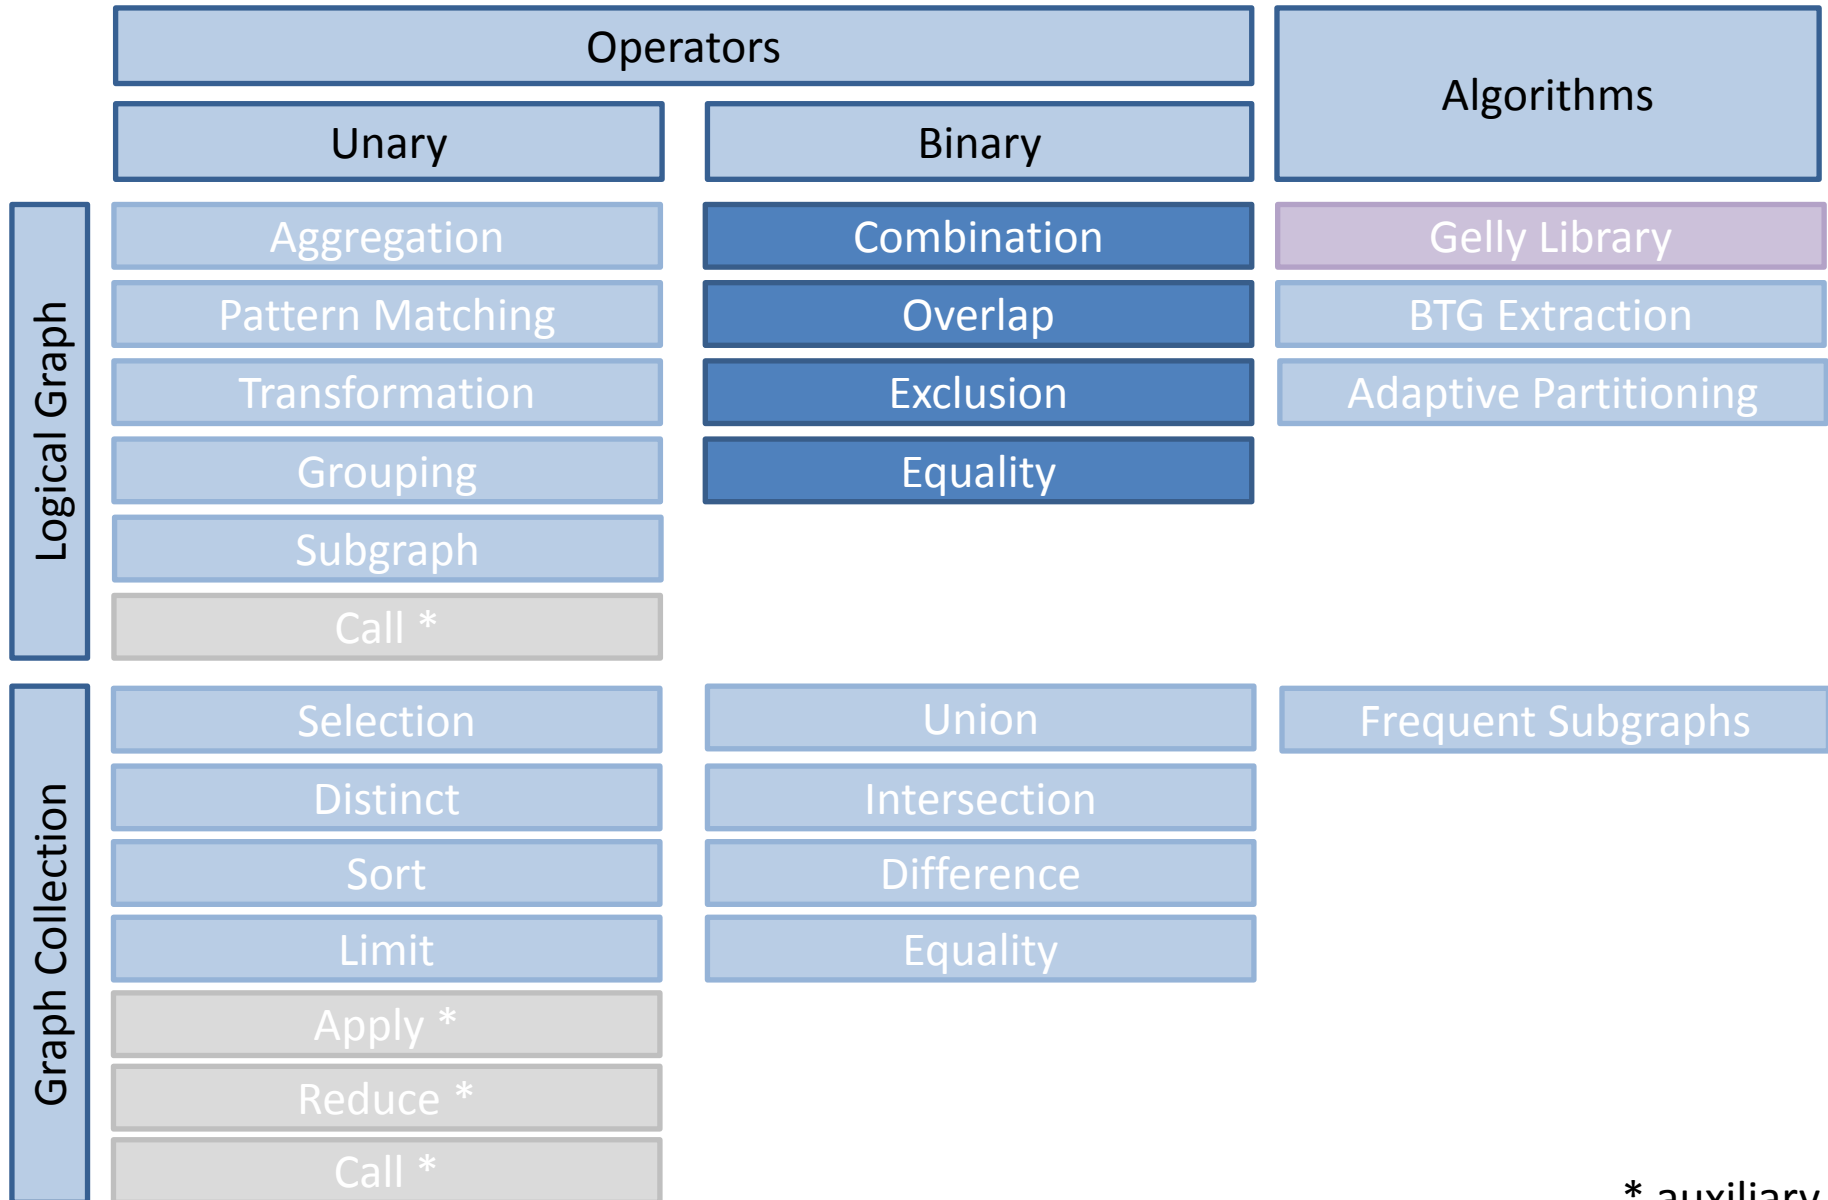 Operators
Algorithms
Unary
Binary
Logical Graph
Aggregation
Combination
Gelly Library
Pattern Matching
Overlap
BTG Extraction
Transformation
Exclusion
Adaptive Partitioning
Grouping
Equality
Subgraph
Call *
Graph Collection
Selection
Union
Frequent Subgraphs
Distinct
Intersection
Sort
Difference
Limit
Equality
Apply *
Reduce *
Call *
* auxiliary